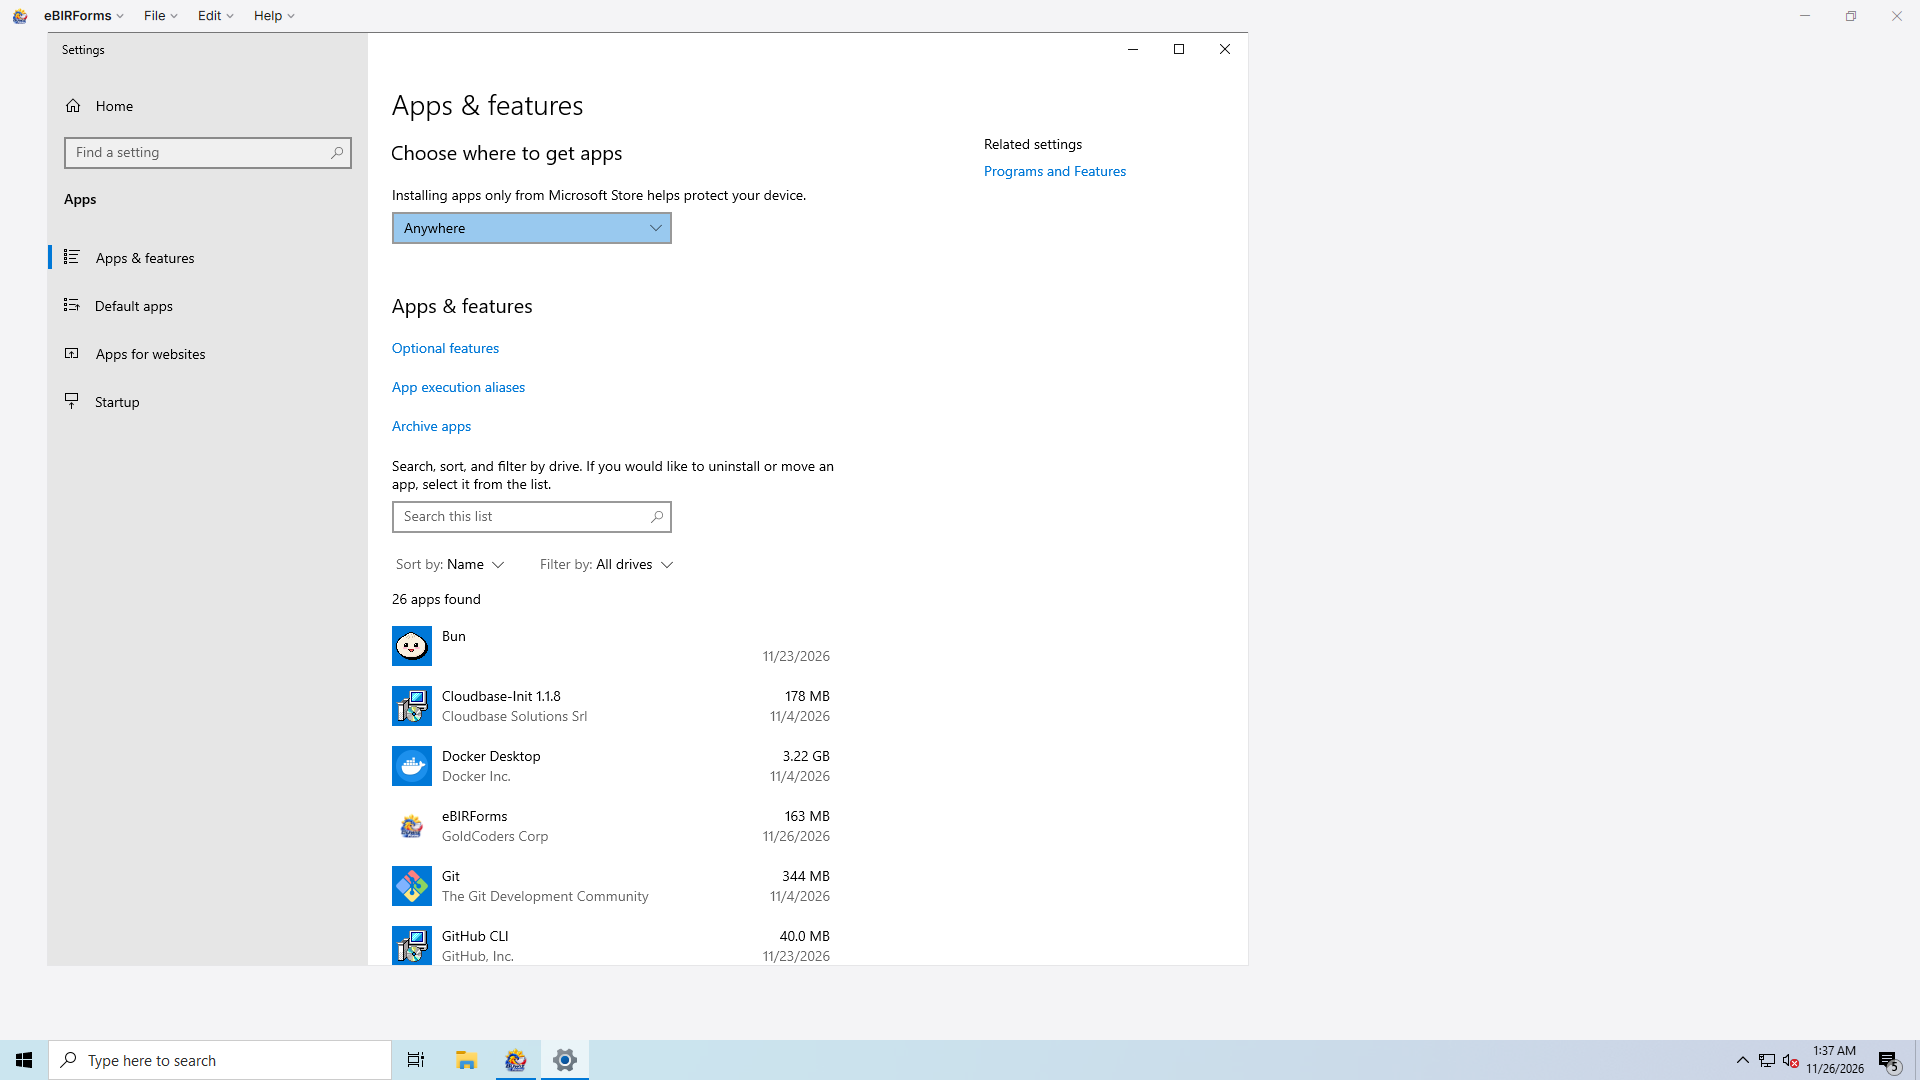 eBIRForms File Edit Help
Settings
Home
Find a setting
Apps
Apps & features
Default apps
Apps for websites
Startup
Apps & features
Choose where to get apps
Installing apps only from Microsoft Store helps protect your device.
Anywhere
Apps & features
Optional features
App execution aliases
Archive apps
Search, sort, and filter by drive. If you would like to uninstall or move an
app, select it from the list.
Search this list
Sort by: Name Filter by: All drives
26 apps found
Bun
11/23/2026
Cloudbase-Init 1.1.8 178 MB
Cloudbase Solutions Srl 11/4/2026
Docker Desktop 3.22 GB
Docker Inc. 11/4/2026
eBIRForms 163 MB
GoldCoders Corp 11/26/2026
Git 344 MB
The Git Development Community 11/4/2026
GitHub CLI 40.0 MB
GitHub, Inc. 11/23/2026
Related settings
Programs and Features
Type here to search
1:37 AM
11/26/2026
5